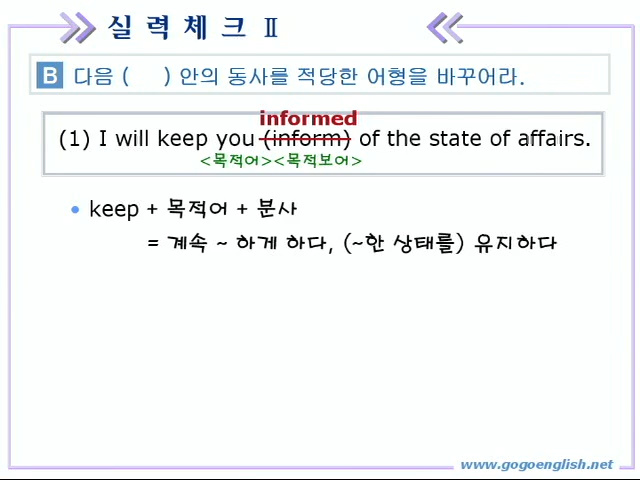 실 력 체 크 Ⅱ
B 다음 ( ) 안의 동사를 적당한 어형을 바꾸어라.
informed
(1) I will keep you (inform) of the state of affairs.
<목적어><목적보어>
• keep + 목적어 + 분사
= 계속 ~ 하게 하다, (~한 상태를) 유지하다
www.gogoenglish.net